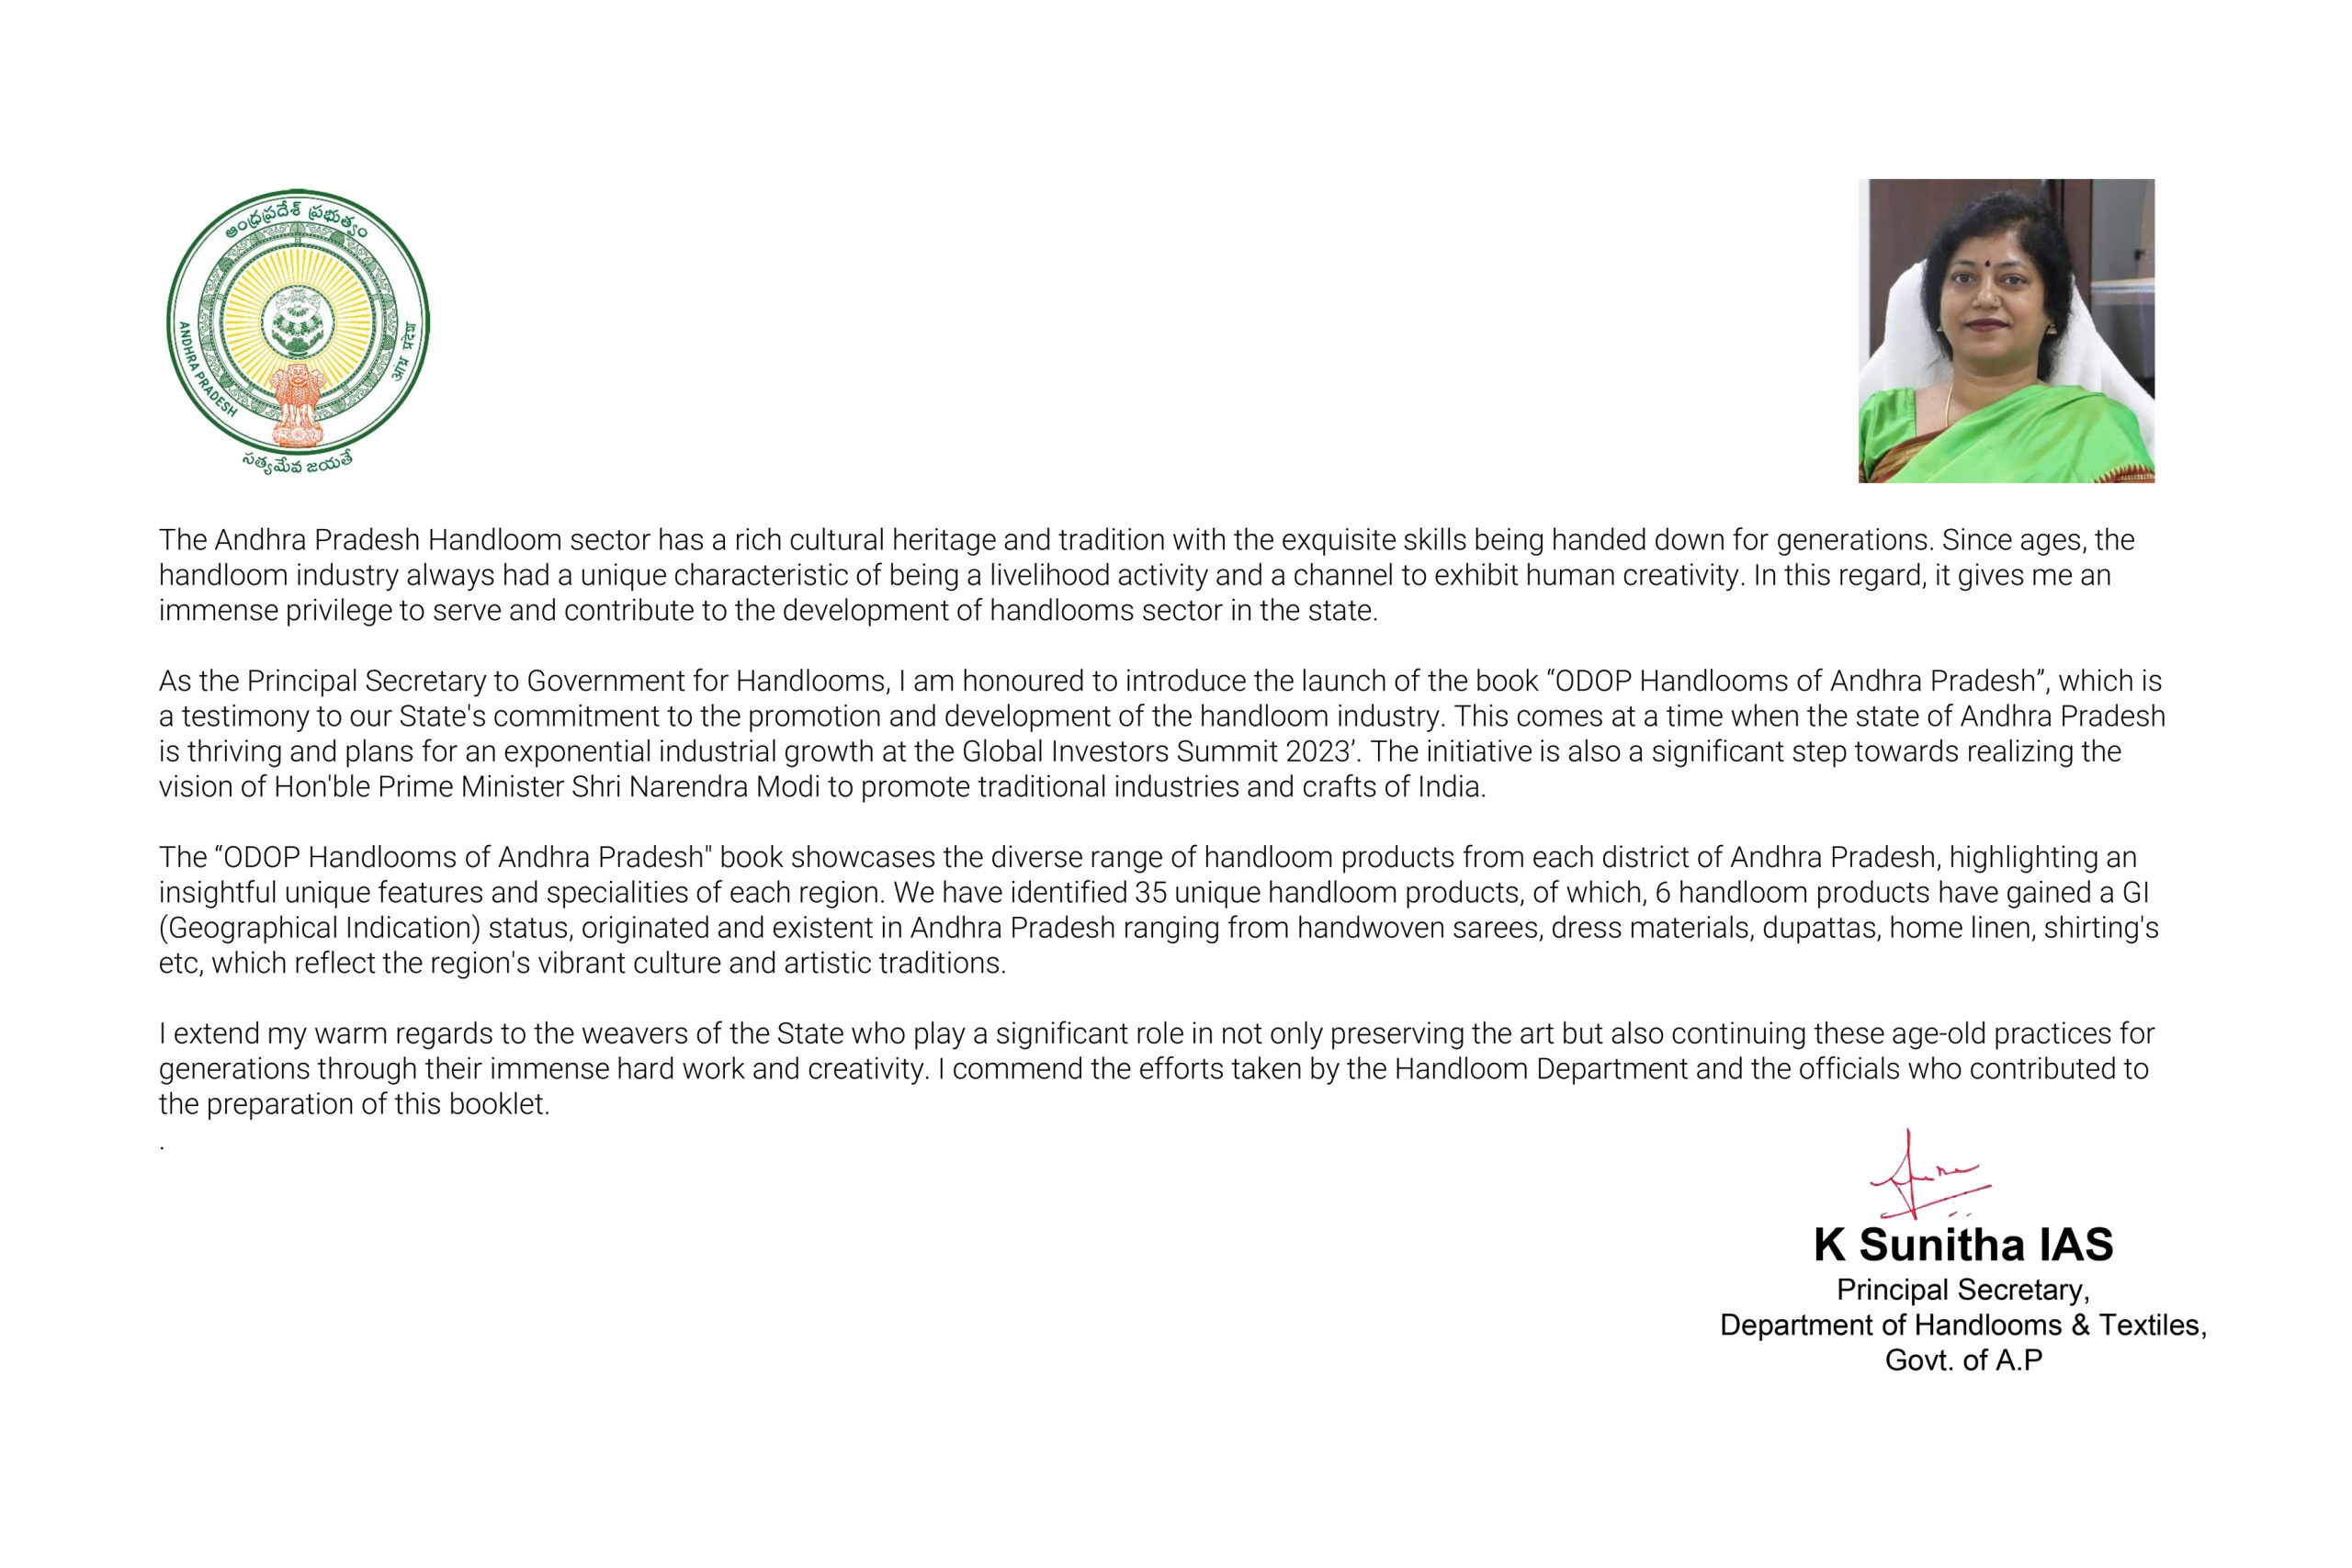 ఆంధ్రప్రదేశ్ ప్రభుత్వం
ANDHRA PRADESH
आंध्र प्रदेश
సత్యమేవ జయతే
The Andhra Pradesh Handloom sector has a rich cultural heritage and tradition with the exquisite skills being handed down for generations. Since ages, the
handloom industry always had a unique characteristic of being a livelihood activity and a channel to exhibit human creativity. In this regard, it gives me an
immense privilege to serve and contribute to the development of handlooms sector in the state.
As the Principal Secretary to Government for Handlooms, I am honoured to introduce the launch of the book “ODOP Handlooms of Andhra Pradesh”, which is
a testimony to our State's commitment to the promotion and development of the handloom industry. This comes at a time when the state of Andhra Pradesh
is thriving and plans for an exponential industrial growth at the Global Investors Summit 2023’. The initiative is also a significant step towards realizing the
vision of Hon'ble Prime Minister Shri Narendra Modi to promote traditional industries and crafts of India.
The “ODOP Handlooms of Andhra Pradesh" book showcases the diverse range of handloom products from each district of Andhra Pradesh, highlighting an
insightful unique features and specialities of each region. We have identified 35 unique handloom products, of which, 6 handloom products have gained a GI
(Geographical Indication) status, originated and existent in Andhra Pradesh ranging from handwoven sarees, dress materials, dupattas, home linen, shirting's
etc, which reflect the region's vibrant culture and artistic traditions.
I extend my warm regards to the weavers of the State who play a significant role in not only preserving the art but also continuing these age-old practices for
generations through their immense hard work and creativity. I commend the efforts taken by the Handloom Department and the officials who contributed to
the preparation of this booklet.
.
K Sunitha IAS
Principal Secretary,
Department of Handlooms & Textiles,
Govt. of A.P